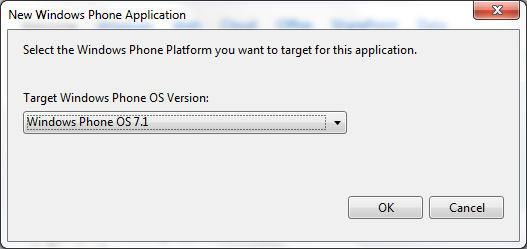 New Windows Phone Application
Select the Windows Phone Platform you want to target for this application.
Target Windows Phone OS Version:
Windows Phone OS 7.1
OK
Cancel